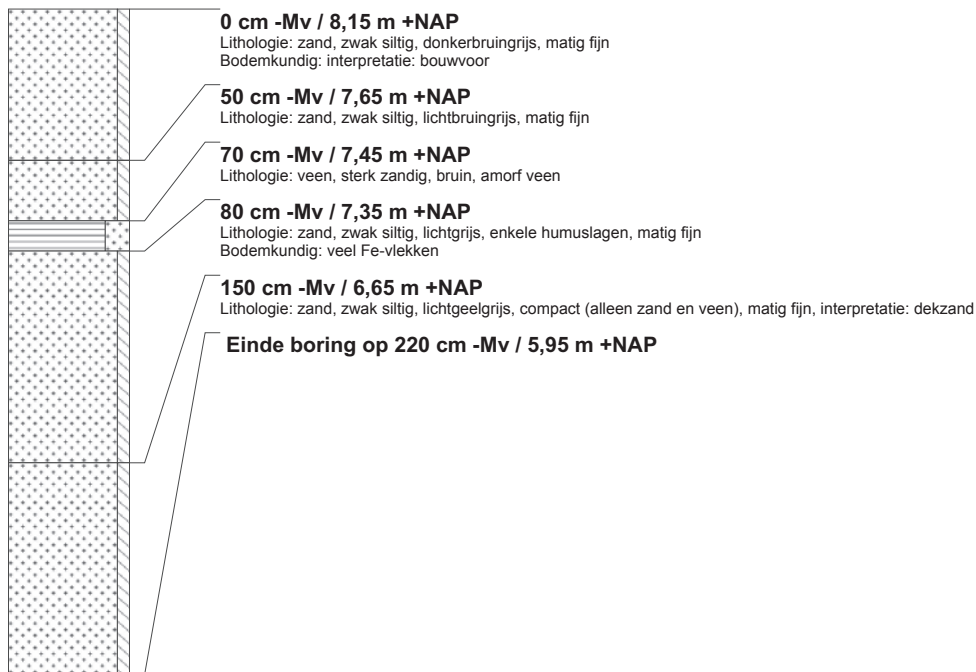 0 cm -Mv / 8,15 m +NAP
Lithologie: zand, zwak siltig, donkerbruingrijs, matig fijn
Bodemkundig: interpretatie: bouwvoor
50 cm -Mv / 7,65 m +NAP
Lithologie: zand, zwak siltig, lichtbruingrijs, matig fijn
70 cm -Mv / 7,45 m +NAP
Lithologie: veen, sterk zandig, bruin, amorf veen
80 cm -Mv / 7,35 m +NAP
Lithologie: zand, zwak siltig, lichtgrijs, enkele humuslagen, matig fijn
Bodemkundig: veel Fe-vlekken
150 cm -Mv / 6,65 m +NAP
Lithologie: zand, zwak siltig, lichtgeelgrijs, compact (alleen zand en veen), matig fijn, interpretatie: dekzand
Einde boring op 220 cm -Mv / 5,95 m +NAP